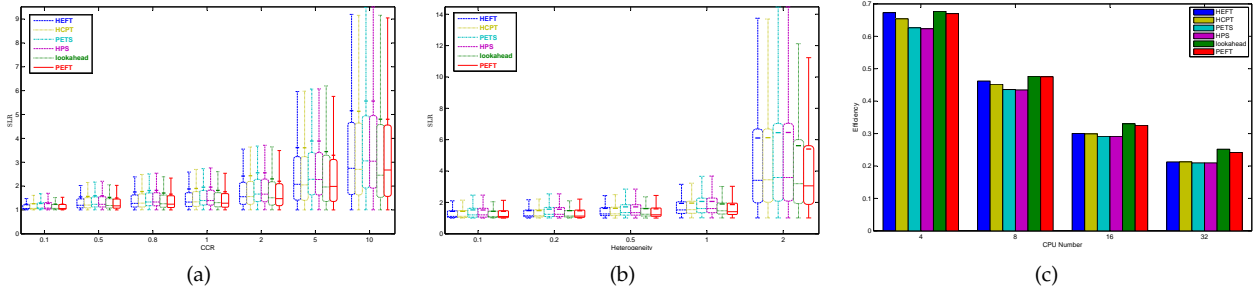 HEFT
HCPT
PETS
HPS
lookahead
PEFT
SLR
9
8
7
6
5
4
3
2
1
0
0.1 0.5 0.8 1 2 5 10
CCR
(a)
HEFT
HCPT
PETS
HPS
lookahead
PEFT
SLR
14
12
10
8
6
4
2
0
0.1 0.2 0.5 1 2
Heterogeneity
(b)
HEFT
HCPT
PETS
HPS
lookahead
PEFT
Efficiency
0.7
0.6
0.5
0.4
0.3
0.2
0.1
0
4 8 16 32
CPU Number
(c)